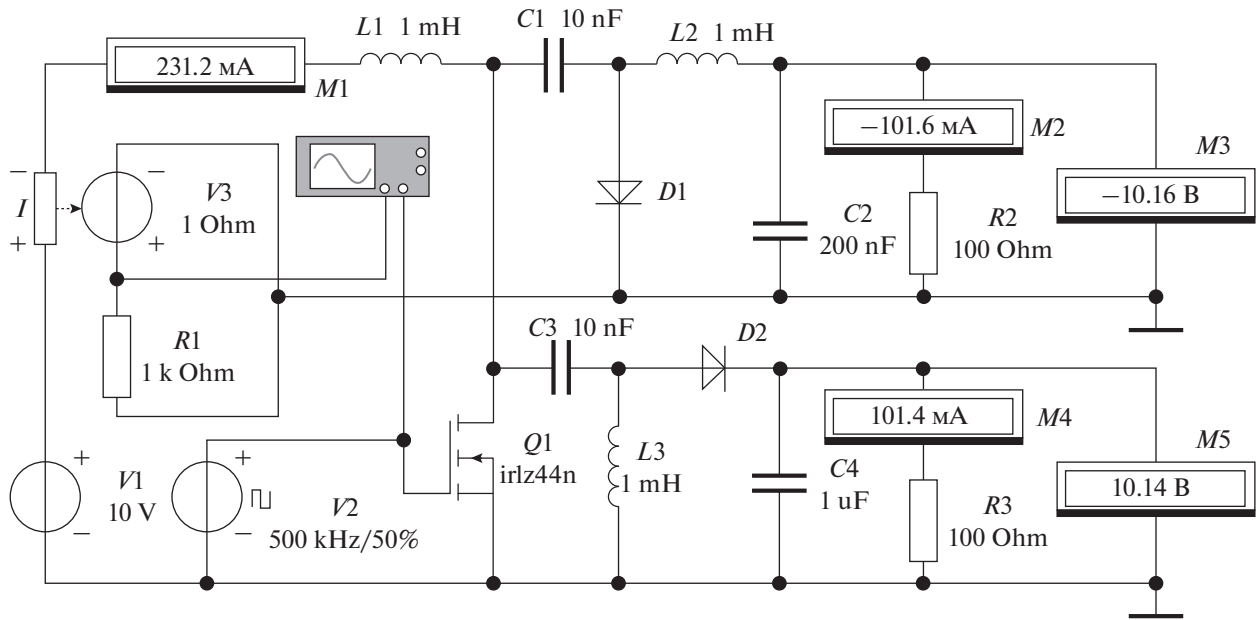 L1 1 mH
C1 10 nF
L2 1 mH
231.2 мА
M1
−101.6 мА
M2
M3
−10.16 В
I
−
+
V3
1 Ohm
−
+
D1
C2
200 nF
R2
100 Ohm
R1
1 k Ohm
C3 10 nF
D2
101.4 мА
M4
M5
10.14 В
Q1
irlz44n
L3
1 mH
C4
1 uF
R3
100 Ohm
+
V1
10 V
−
+
V2
500 kHz/50%
−